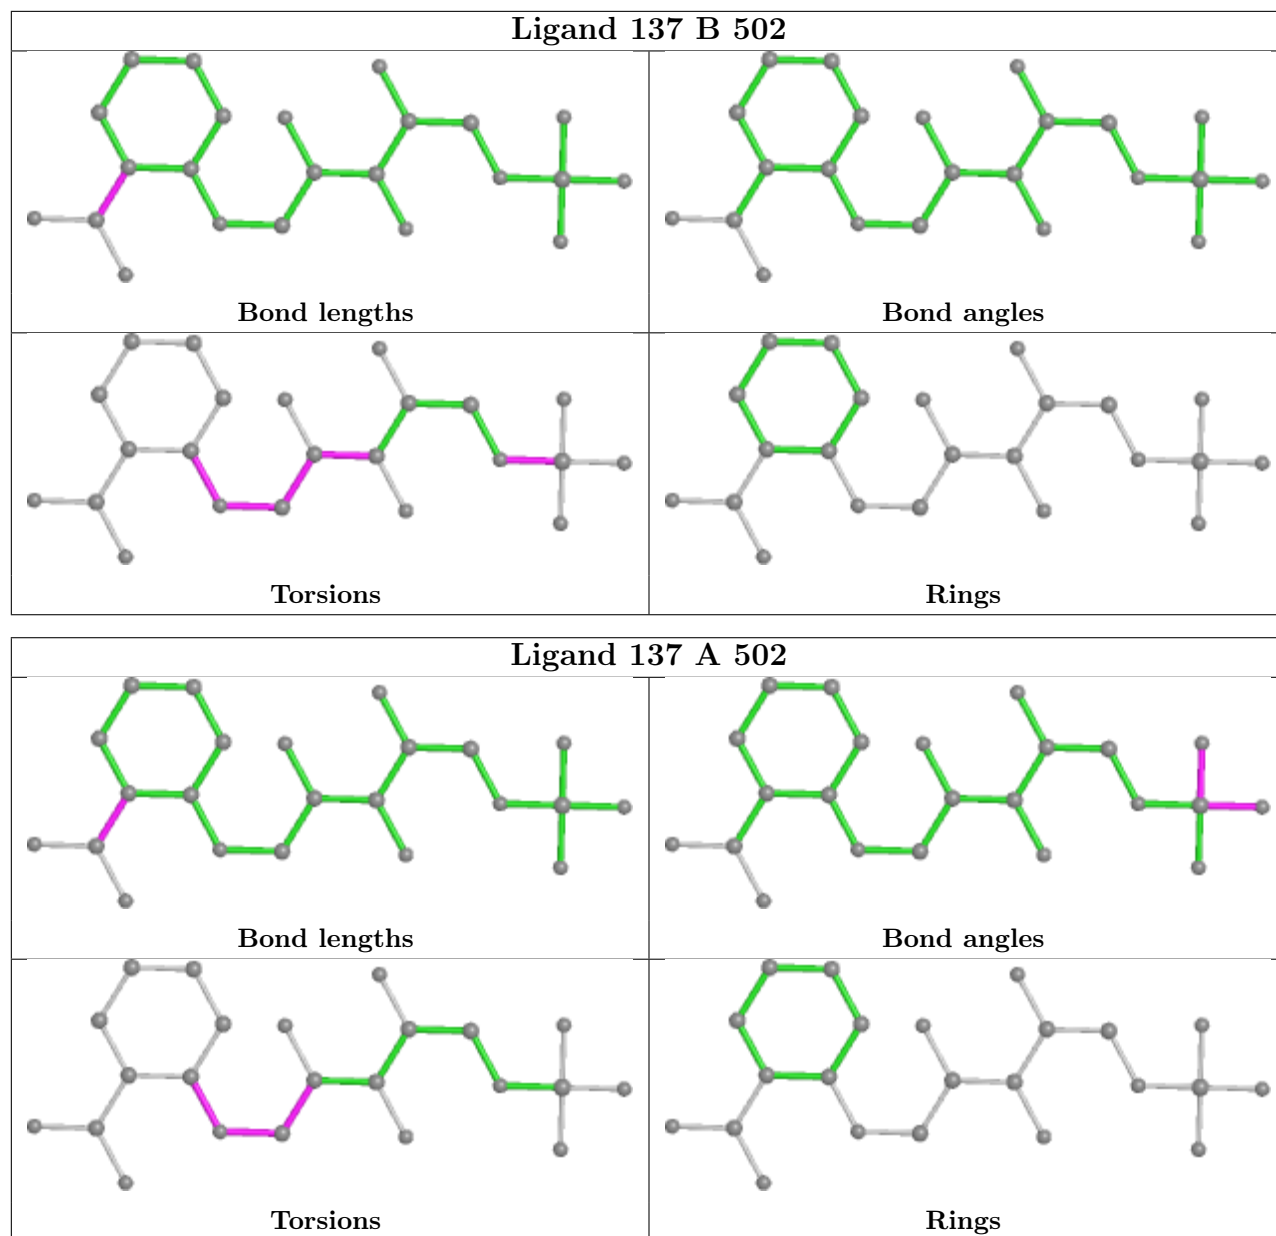 Ligand 137 B 502
Bond lengths
Bond angles
Torsions
Rings
Ligand 137 A 502
Bond lengths
Bond angles
Torsions
Rings